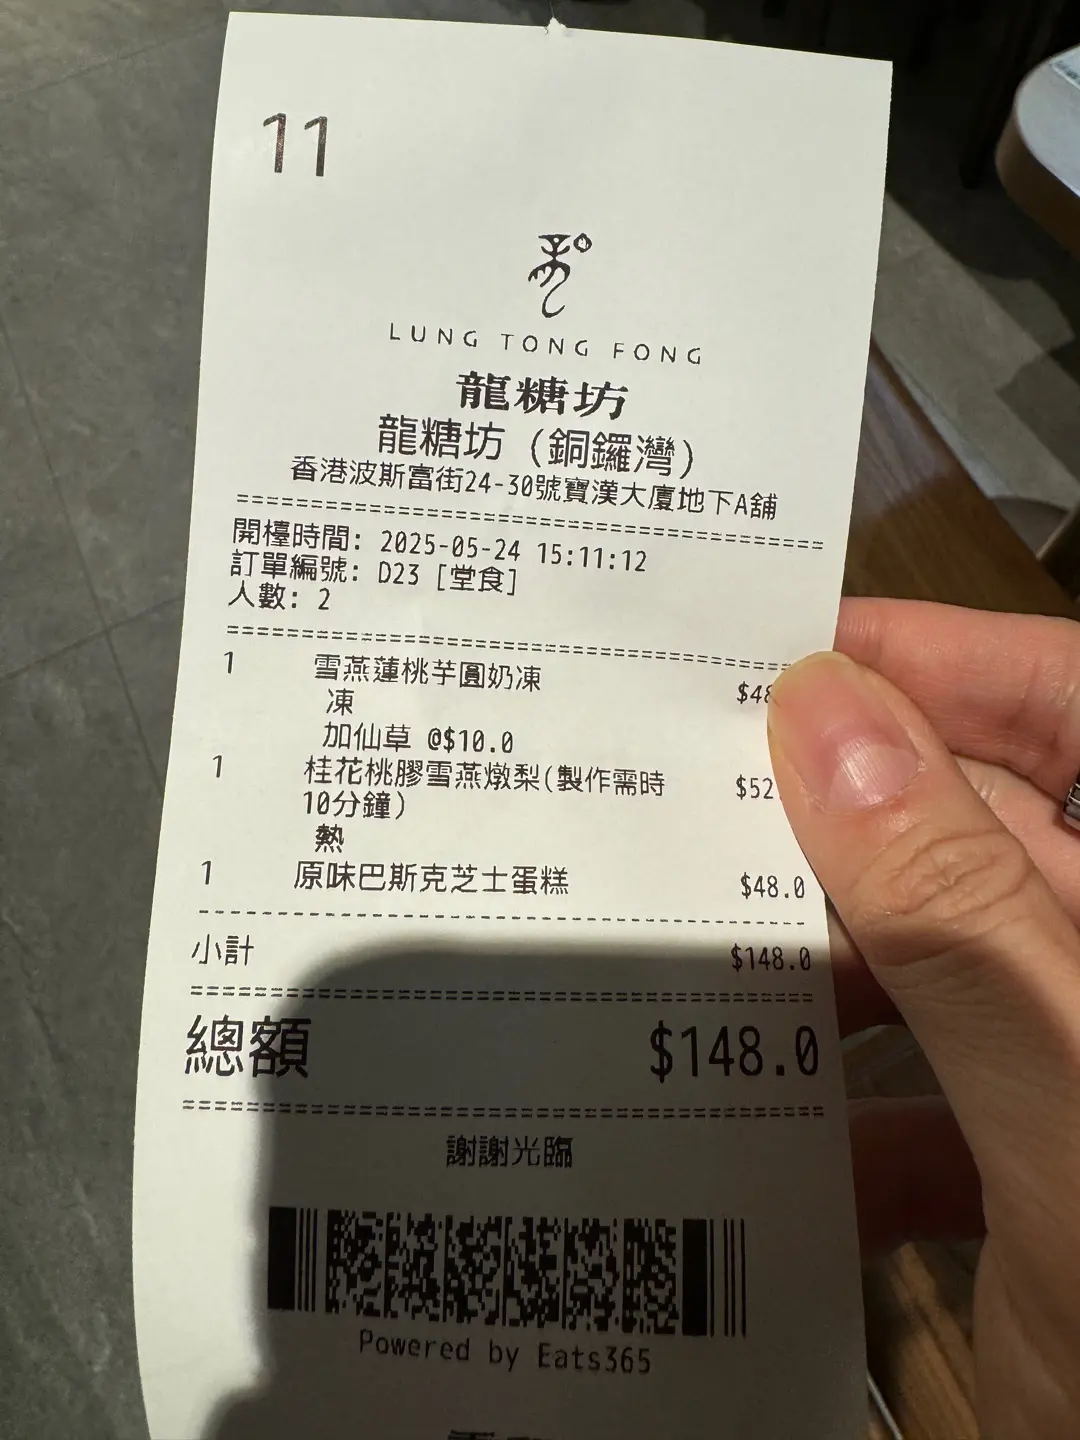 11
LUNG TONG FONG
龍糖坊
龍糖坊 (銅鑼灣)
香港波斯富街24-30號寶漢大廈地下A舖
開檯時間: 2025-05-24 15:11:12
訂單編號: D23 [堂食]
人數: 2
1 雪燕蓮桃芋圓奶凍 $48
凍
加仙草 @$10.0
1 桂花桃膠雪燕燉梨(製作需時 $52
10分鐘)
熱
1 原味巴斯克芝士蛋糕 $48.0
小計 $148.0
總額 $148.0
謝謝光臨
Powered by Eats365